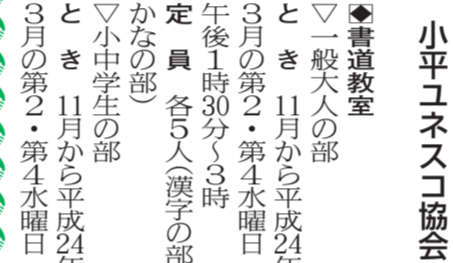 小平ユネスコ協会
◆書道教室
▽一般大人の部
と　き　11月から平成24年
3月の第2・第4水曜日
午後1時30分〜3時
定　員　各5人（漢字の部
かなの部）
▽小中学生の部
と　き　11月から平成24年
3月の第2・第4水曜日